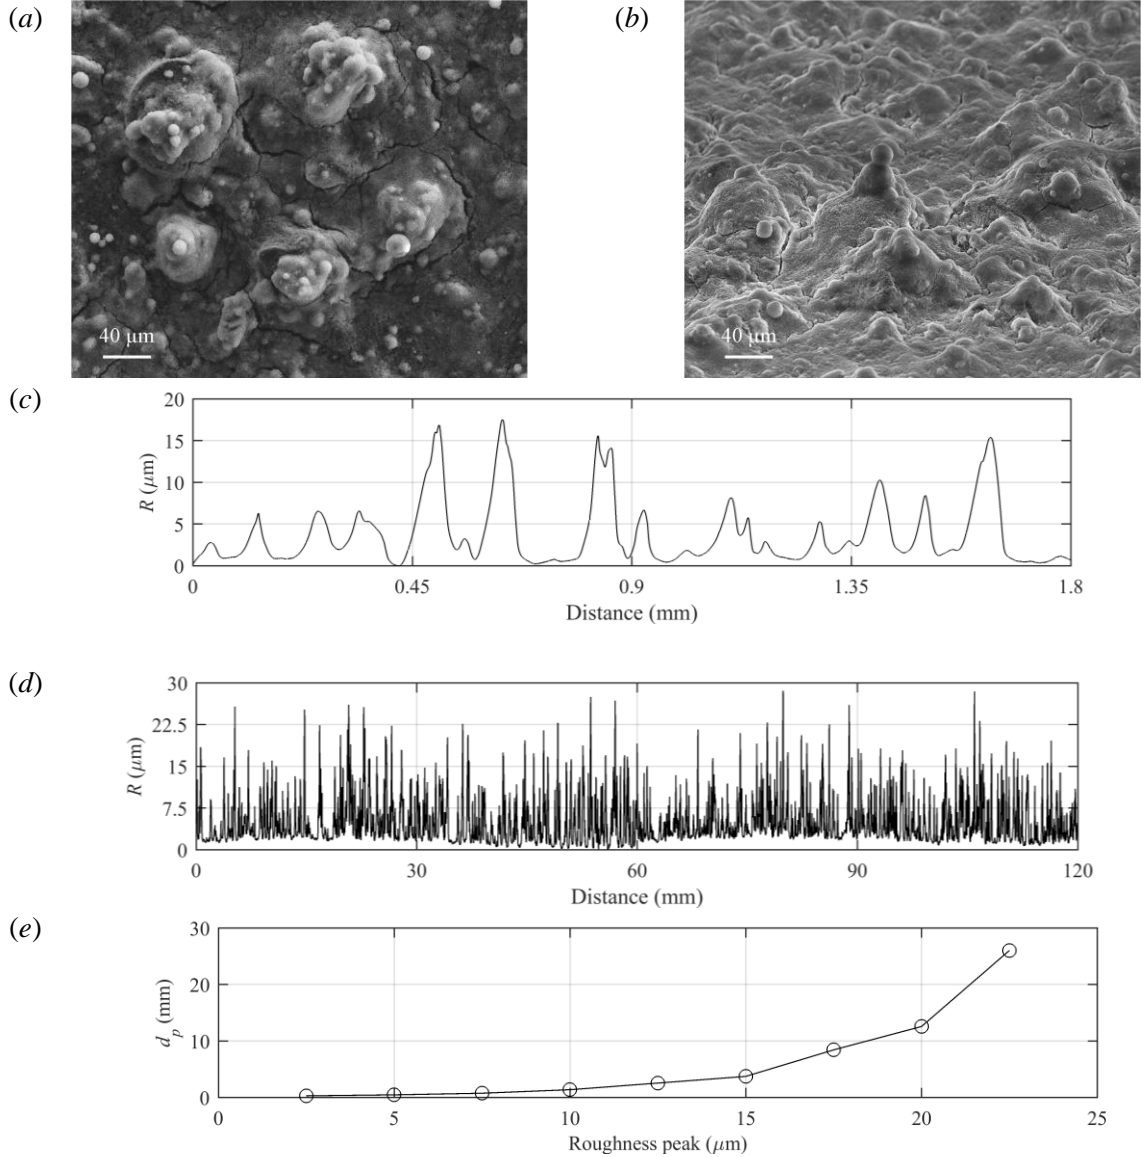 (a)
(b)
40 μm
40 μm
(c)
20
15
10
5
0
R (μm)
0 0.45 0.9 1.35 1.8
Distance (mm)
(d)
30
22.5
15
7.5
0
R (μm)
0 30 60 90 120
Distance (mm)
(e)
30
20
10
0
d_p (mm)
0 5 10 15 20 25
Roughness peak (μm)